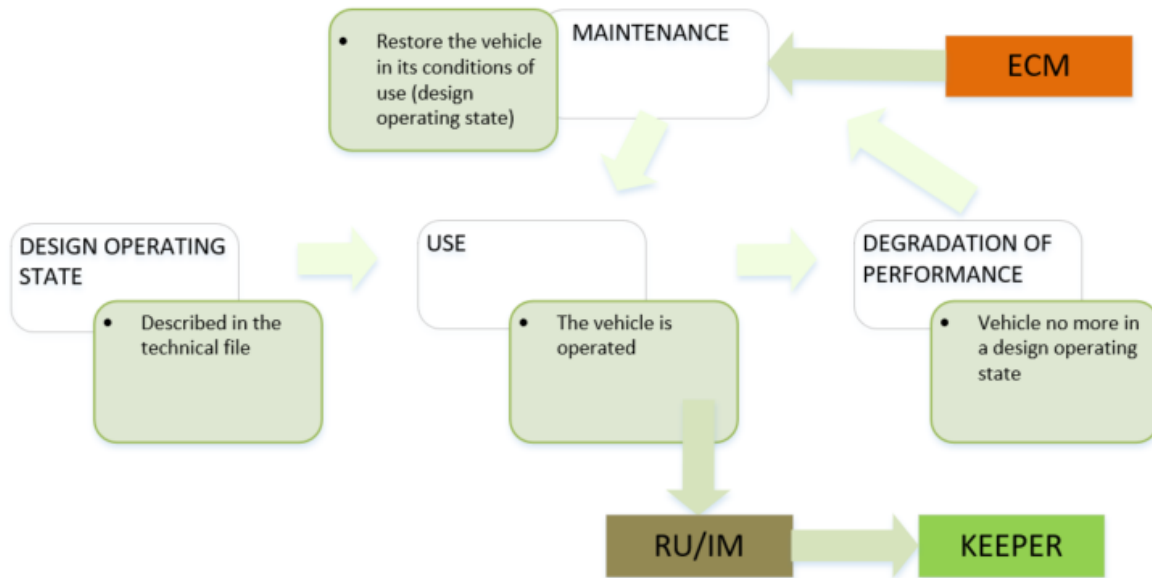 MAINTENANCE
• Restore the vehicle
in its conditions of
use (design
operating state)
ECM
DESIGN OPERATING
STATE
• Described in the
technical file
USE
• The vehicle is
operated
DEGRADATION OF
PERFORMANCE
• Vehicle no more in
a design operating
state
RU/IM
KEEPER